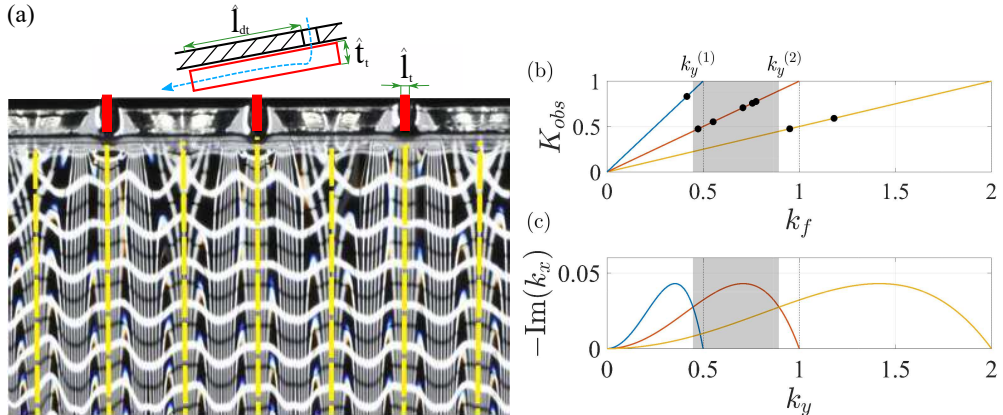 (a)
l̂dt
t̂t
l̂t
(b)
ky(1) ky(2)
Kobs
1
0.5
0
0 0.5 1 1.5 2
kf
(c)
−Im(kx)
0.05
0
0 0.5 1 1.5 2
ky